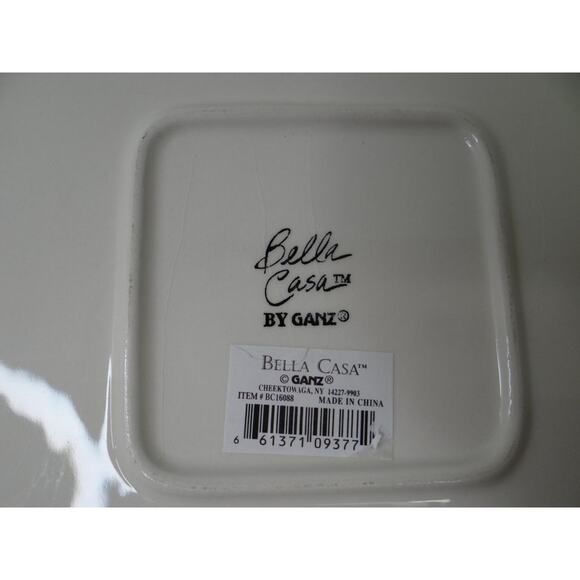 Bella
Casa™
BY GANZ®
BELLA CASA™
© GANZ®
CHEEKTOWAGA, NY 14227-9903
ITEM # BC16088 MADE IN CHINA
6 61371 09377